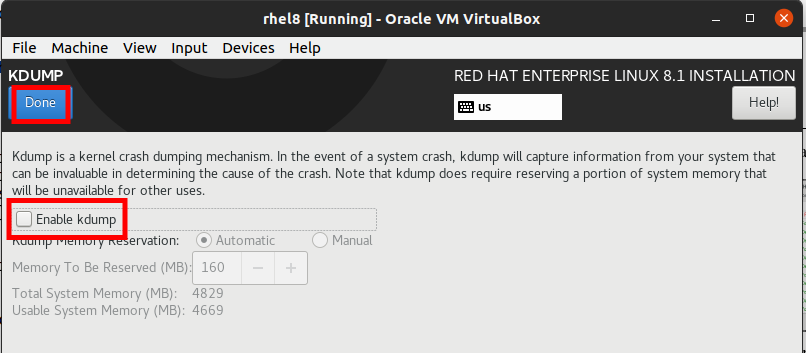 rhel8 [Running] - Oracle VM VirtualBox
File Machine View Input Devices Help
KDUMP
RED HAT ENTERPRISE LINUX 8.1 INSTALLATION
Done
us
Help!
Kdump is a kernel crash dumping mechanism. In the event of a system crash, kdump will capture information from your system that
can be invaluable in determining the cause of the crash. Note that kdump does require reserving a portion of system memory that
will be unavailable for other uses.
Enable kdump
Kdump Memory Reservation: Automatic Manual
Memory To Be Reserved (MB): 160 - +
Total System Memory (MB): 4829
Usable System Memory (MB): 4669